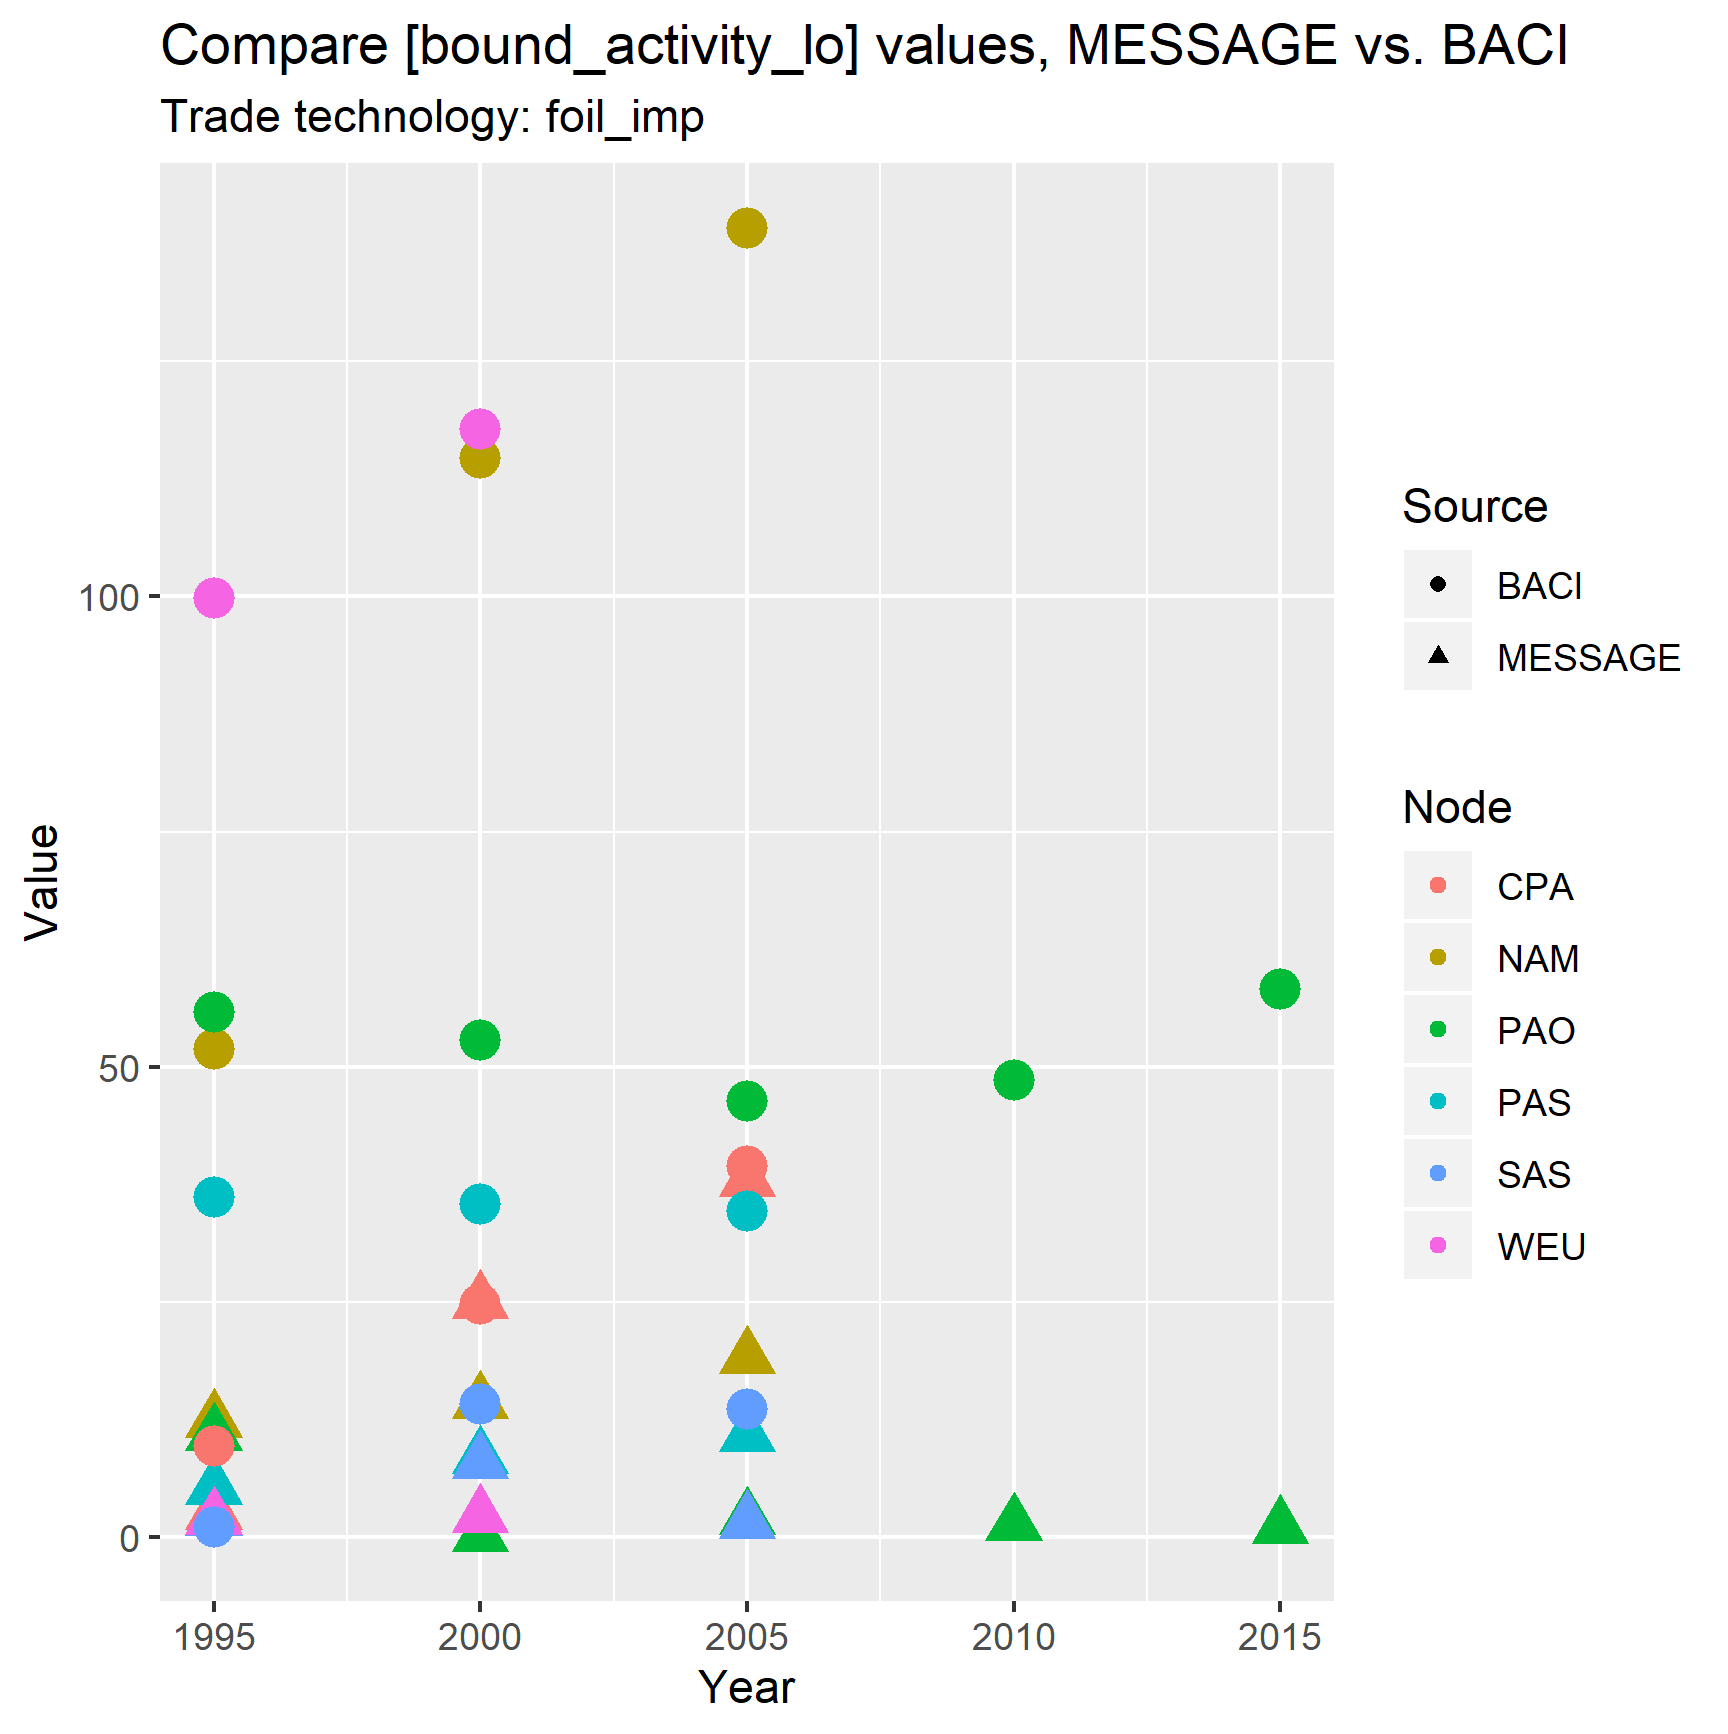 Compare [bound_activity_lo] values, MESSAGE vs. BACI
Trade technology: foil_imp
Value
100
50
0
1995
2000
2005
2010
2015
Year
Source
BACI
MESSAGE
Node
CPA
NAM
PAO
PAS
SAS
WEU